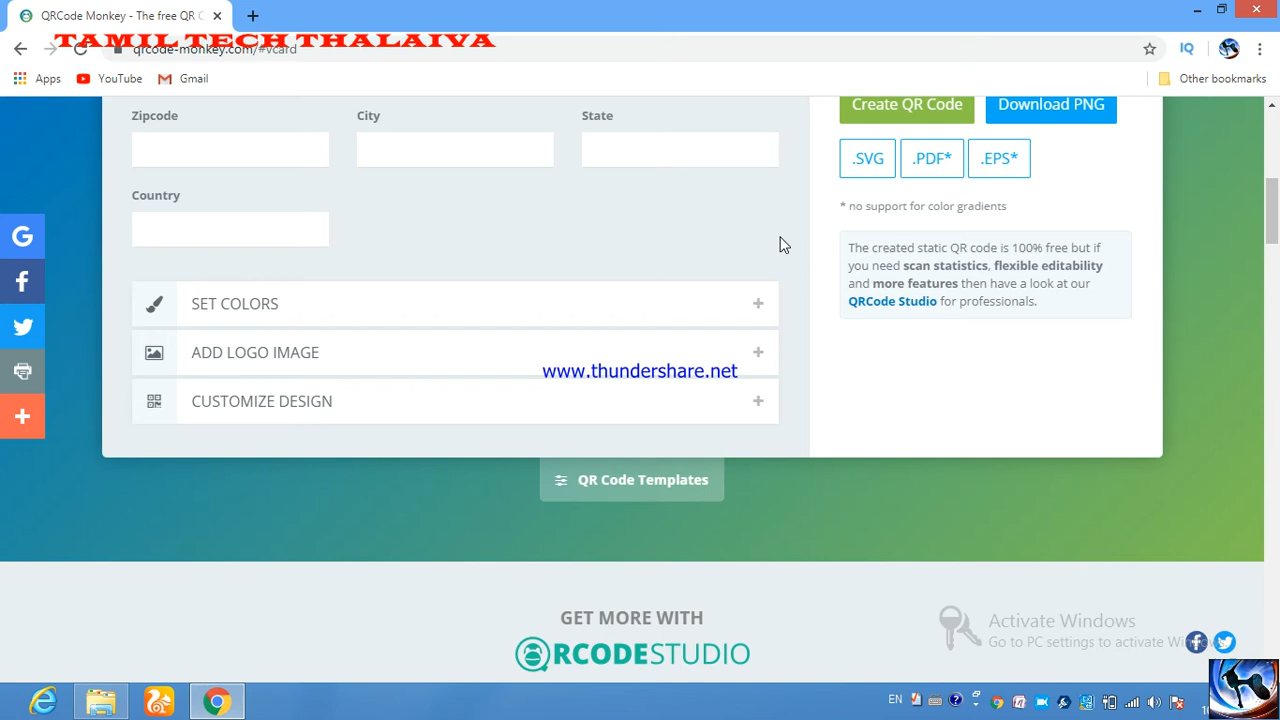 QRCode Monkey - The free QR C
TAMIL TECH THALAIVA
qrcode-monkey.com/#vcard
IQ
Apps YouTube Gmail Other bookmarks
Zipcode City State
Create QR Code Download PNG
.SVG .PDF* .EPS*
Country
* no support for color gradients
The created static QR code is 100% free but if
you need scan statistics, flexible editability
and more features then have a look at our
QRCode Studio for professionals.
SET COLORS
ADD LOGO IMAGE
www.thundershare.net
CUSTOMIZE DESIGN
QR Code Templates
GET MORE WITH
QRCODESTUDIO
Activate Windows
Go to PC settings to activate
EN